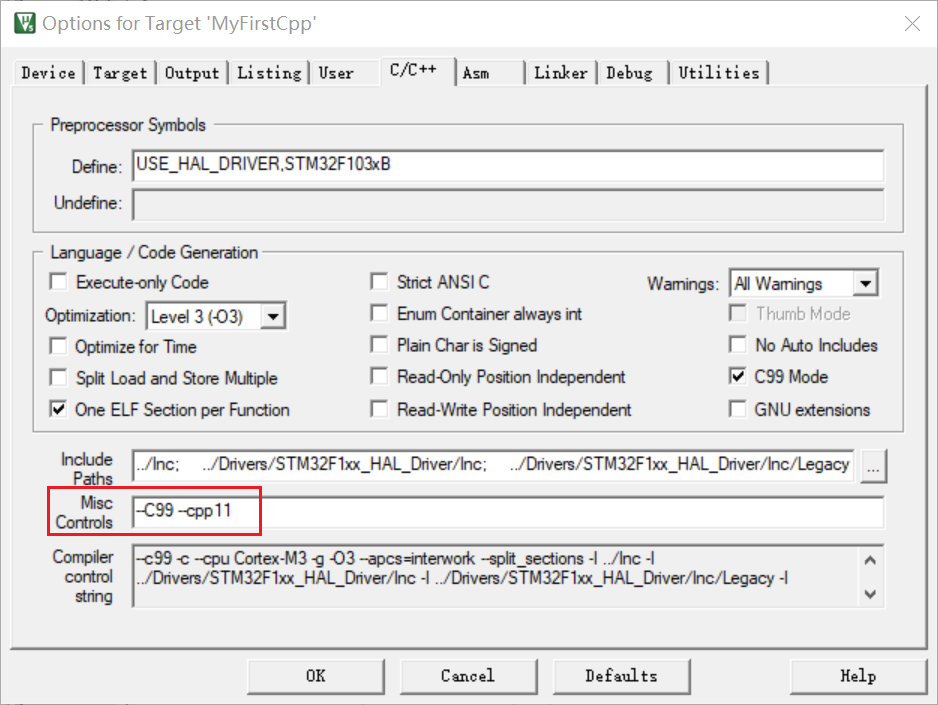 Options for Target 'MyFirstCpp'
Device Target Output Listing User C/C++ Asm Linker Debug Utilities
Preprocessor Symbols
Define: USE_HAL_DRIVER,STM32F103xB
Undefine:
Language / Code Generation
Execute-only Code Strict ANSI C Warnings: All Warnings
Optimization: Level 3 (-O3) Enum Container always int Thumb Mode
Optimize for Time Plain Char is Signed No Auto Includes
Split Load and Store Multiple Read-Only Position Independent C99 Mode
One ELF Section per Function Read-Write Position Independent GNU extensions
Include Paths ../Inc; ../Drivers/STM32F1xx_HAL_Driver/Inc; ../Drivers/STM32F1xx_HAL_Driver/Inc/Legacy ...
Misc Controls --C99 --cpp11
Compiler control string --c99 -c --cpu Cortex-M3 -g -O3 --apcs=interwork --split_sections -I ../Inc -I
../Drivers/STM32F1xx_HAL_Driver/Inc -I ../Drivers/STM32F1xx_HAL_Driver/Inc/Legacy -I
OK Cancel Defaults Help